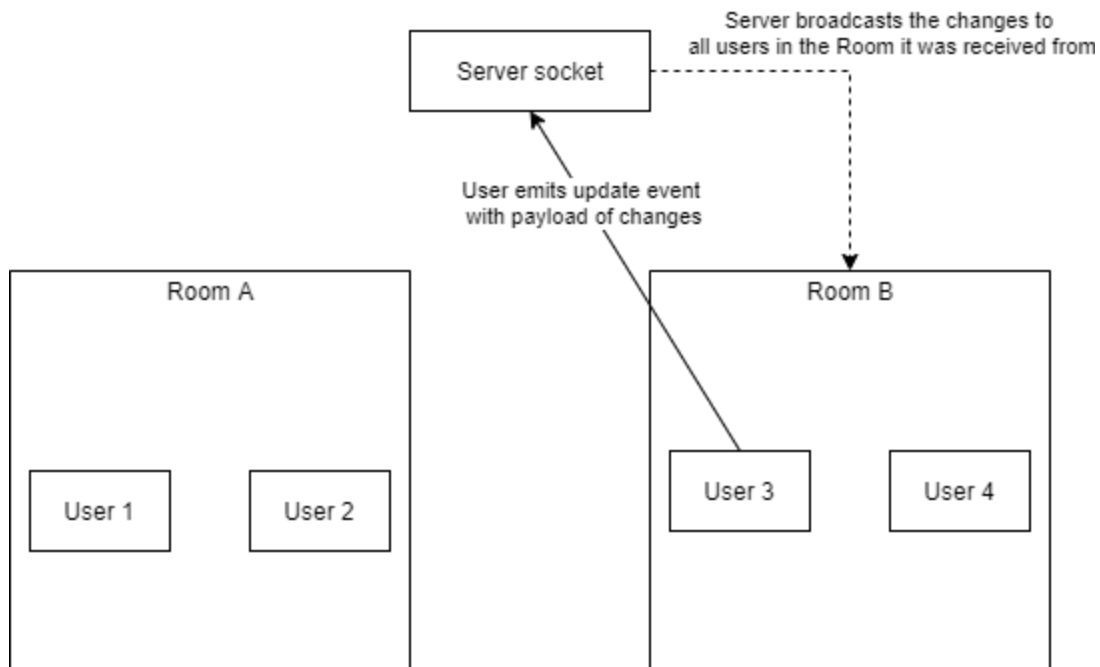 Server broadcasts the changes to
all users in the Room it was received from
Server socket
User emits update event
with payload of changes
Room A
Room B
User 1
User 2
User 3
User 4